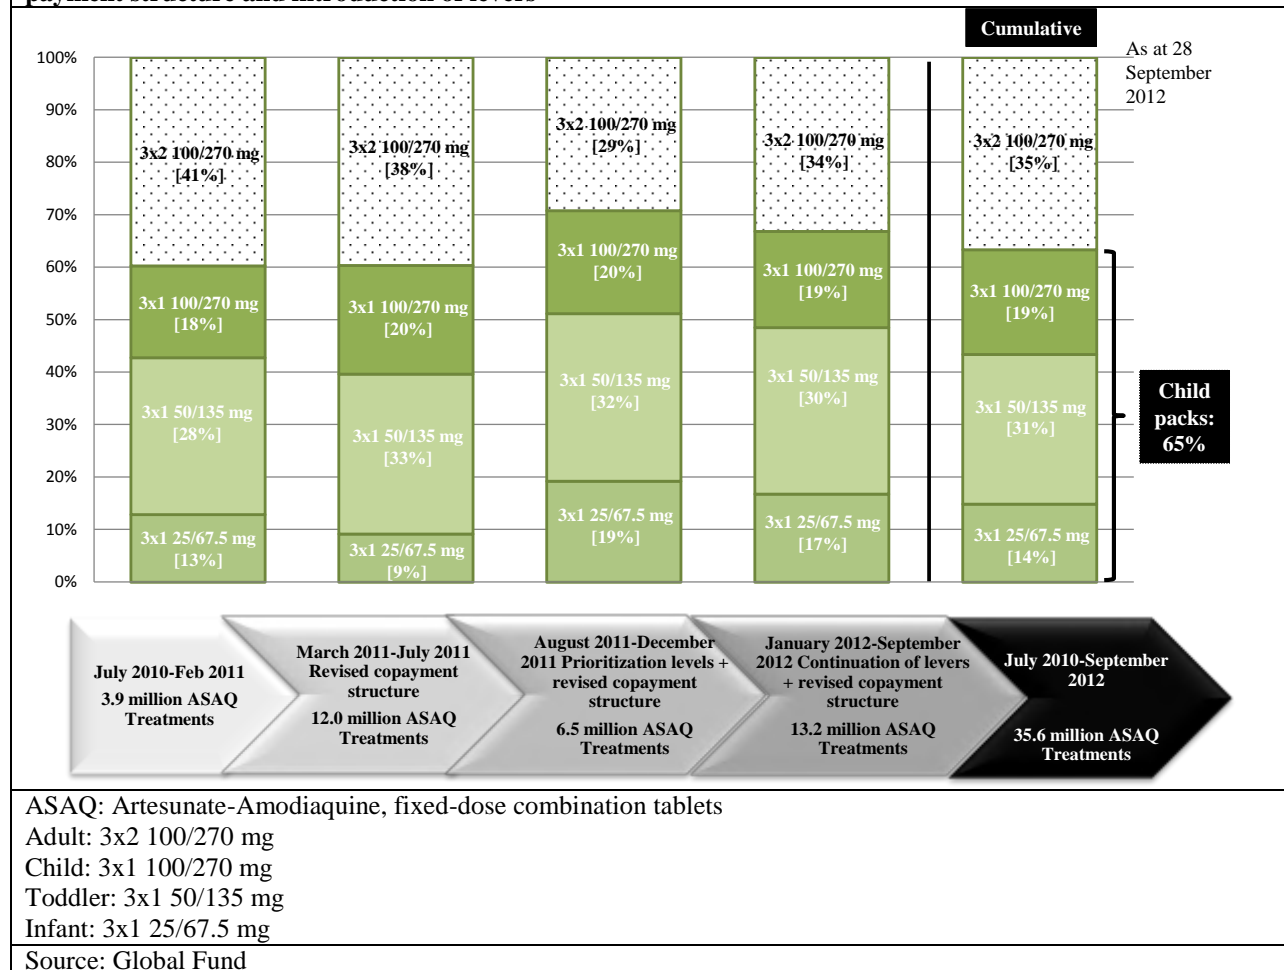 payment structure and introduction of levers
Cumulative
As at 28
September
2012
100%
90%
80%
70%
60%
50%
40%
30%
20%
10%
0%
3x2 100/270 mg
[41%]
3x1 100/270 mg
[18%]
3x1 50/135 mg
[28%]
3x1 25/67.5 mg
[13%]
3x2 100/270 mg
[38%]
3x1 100/270 mg
[20%]
3x1 50/135 mg
[33%]
3x1 25/67.5 mg
[9%]
3x2 100/270 mg
[29%]
3x1 100/270 mg
[20%]
3x1 50/135 mg
[32%]
3x1 25/67.5 mg
[19%]
3x2 100/270 mg
[34%]
3x1 100/270 mg
[19%]
3x1 50/135 mg
[30%]
3x1 25/67.5 mg
[17%]
3x2 100/270 mg
[35%]
3x1 100/270 mg
[19%]
3x1 50/135 mg
[31%]
3x1 25/67.5 mg
[14%]
Child
packs:
65%
July 2010-Feb 2011
3.9 million ASAQ
Treatments
March 2011-July 2011
Revised copayment
structure
12.0 million ASAQ
Treatments
August 2011-December
2011 Prioritization levels +
revised copayment
structure
6.5 million ASAQ
Treatments
January 2012-September
2012 Continuation of levers
+ revised copayment
structure
13.2 million ASAQ
Treatments
July 2010-September
2012
35.6 million ASAQ
Treatments
ASAQ: Artesunate-Amodiaquine, fixed-dose combination tablets
Adult: 3x2 100/270 mg
Child: 3x1 100/270 mg
Toddler: 3x1 50/135 mg
Infant: 3x1 25/67.5 mg
Source: Global Fund